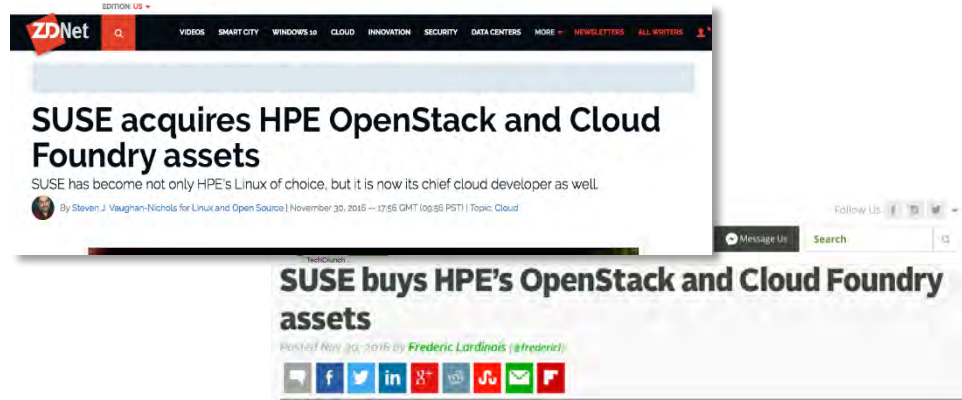 EDITION: US
ZDNet
VIDEOS SMART CITY WINDOWS 10 CLOUD INNOVATION SECURITY DATA CENTERS MORE NEWSLETTERS ALL WRITERS
SUSE acquires HPE OpenStack and Cloud
Foundry assets
SUSE has become not only HPE's Linux of choice, but it is now its chief cloud developer as well.
By Steven J. Vaughan-Nichols for Linux and Open Source | November 30, 2016 -- 17:56 GMT (09:56 PST) | Topic: Cloud
Follow Us
Message Us Search
TechCrunch
SUSE buys HPE's OpenStack and Cloud Foundry
assets
Posted Nov 30, 2016 by Frederic Lardinois (@fredericl)